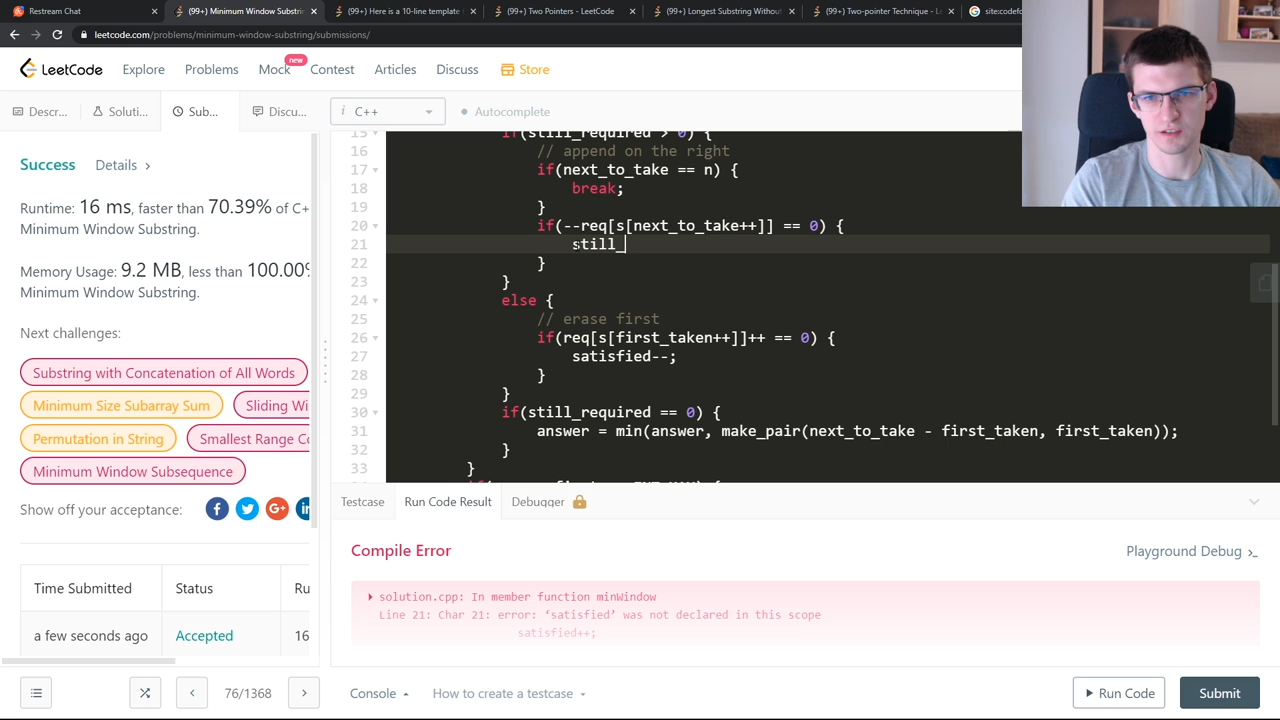 Restream Chat
(99+) Minimum Window Substri
(99+) Here is a 10-line template
(99+) Two Pointers - LeetCode
(99+) Longest Substring Without
(99+) Two-pointer Technique - L
site:codefo
leetcode.com/problems/minimum-window-substring/submissions/
LeetCode
Explore
Problems
Mock
new
Contest
Articles
Discuss
Store
Descr...
Soluti...
Sub...
Discu...
i C++
Autocomplete
Success
Details
Runtime: 16 ms, faster than 70.39% of C+
Minimum Window Substring.
Memory Usage: 9.2 MB, less than 100.00%
Minimum Window Substring.
Next challenges:
Substring with Concatenation of All Words
Minimum Size Subarray Sum
Sliding Wi
Permutation in String
Smallest Range Co
Minimum Window Subsequence
Show off your acceptance:
Time Submitted
Status
Ru
a few seconds ago
Accepted
16
15 if(still_required > 0) {
16 // append on the right
17 if(next_to_take == n) {
18 break;
19 }
20 if(--req[s[next_to_take++]] == 0) {
21 still_
22 }
23 }
24 else {
25 // erase first
26 if(req[s[first_taken++]]++ == 0) {
27 satisfied--;
28 }
29 }
30 if(still_required == 0) {
31 answer = min(answer, make_pair(next_to_take - first_taken, first_taken));
32 }
33 }
Testcase
Run Code Result
Debugger
Compile Error
Playground Debug
solution.cpp: In member function minWindow
Line 21: Char 21: error: ‘satisfied’ was not declared in this scope
satisfied++;
76/1368
Console
How to create a testcase
Run Code
Submit